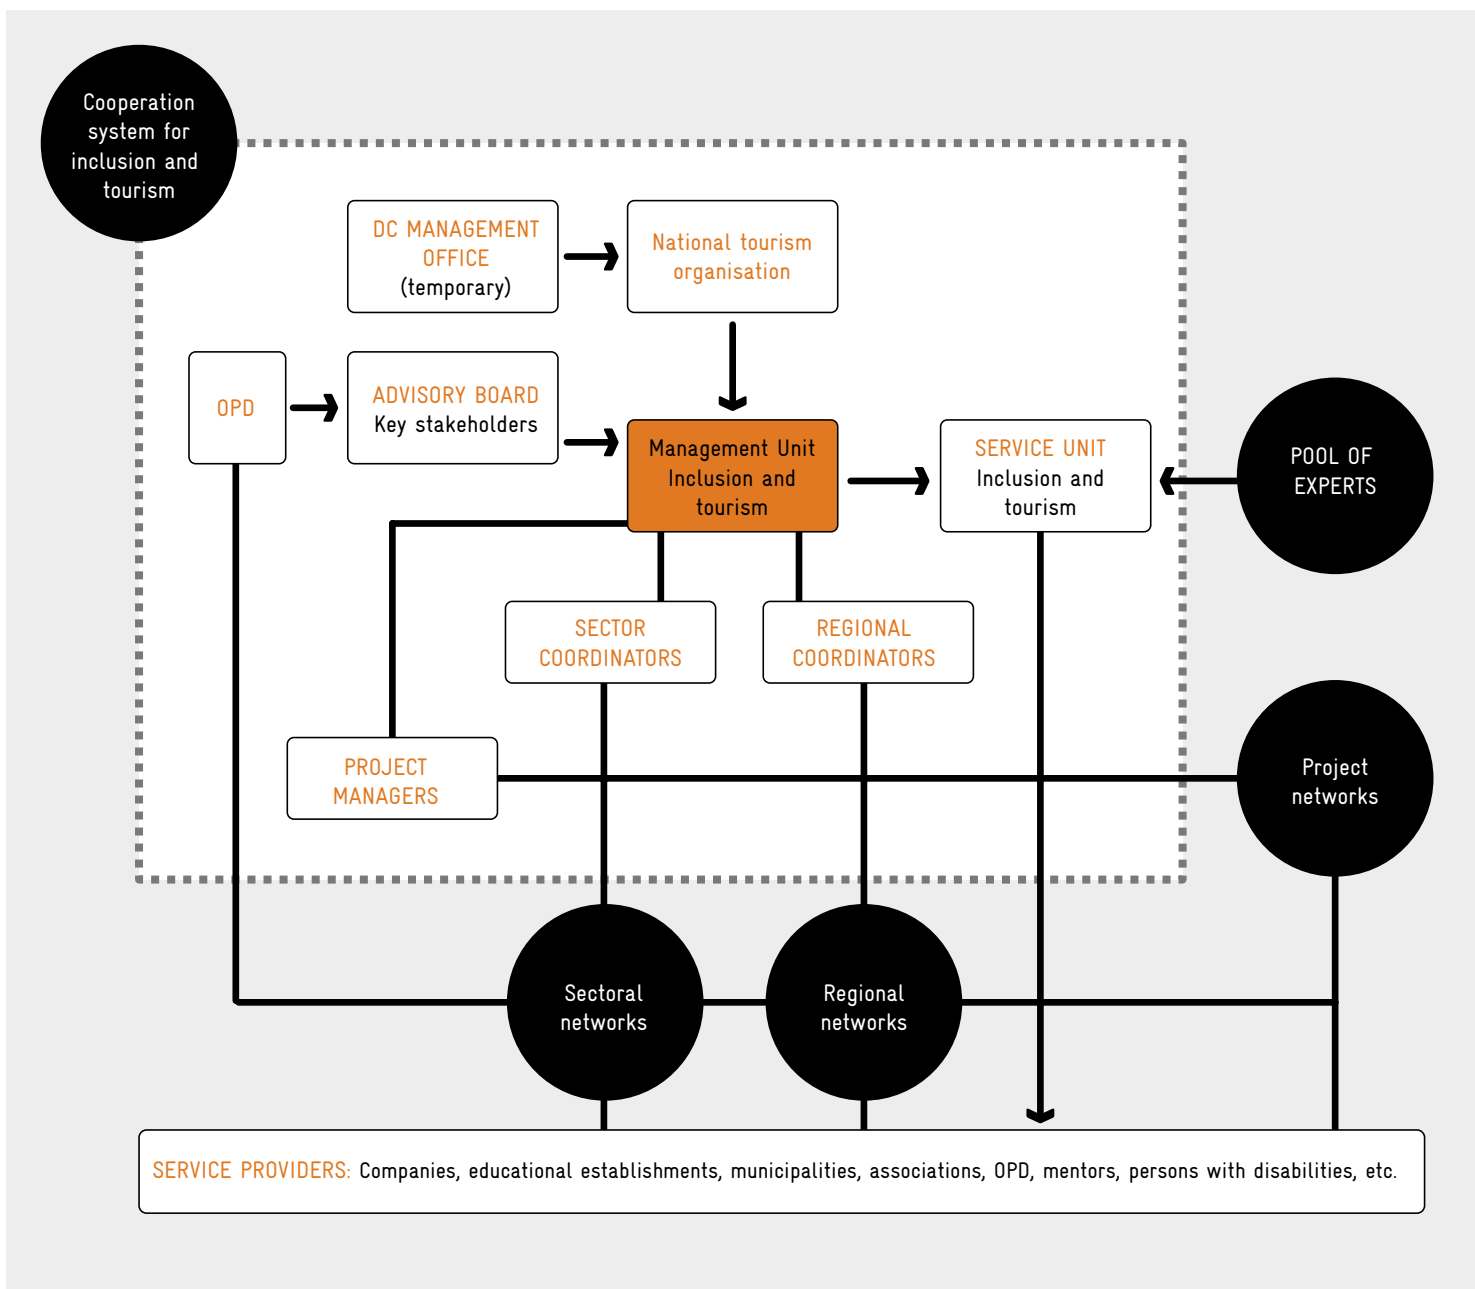 Cooperation
system for
inclusion and
tourism
DC MANAGEMENT
OFFICE
(temporary)
National tourism
organisation
OPD
ADVISORY BOARD
Key stakeholders
Management Unit
Inclusion and
tourism
SERVICE UNIT
Inclusion and
tourism
POOL OF
EXPERTS
SECTOR
COORDINATORS
REGIONAL
COORDINATORS
PROJECT
MANAGERS
Project
networks
Sectoral
networks
Regional
networks
SERVICE PROVIDERS: Companies, educational establishments, municipalities, associations, OPD, mentors, persons with disabilities, etc.